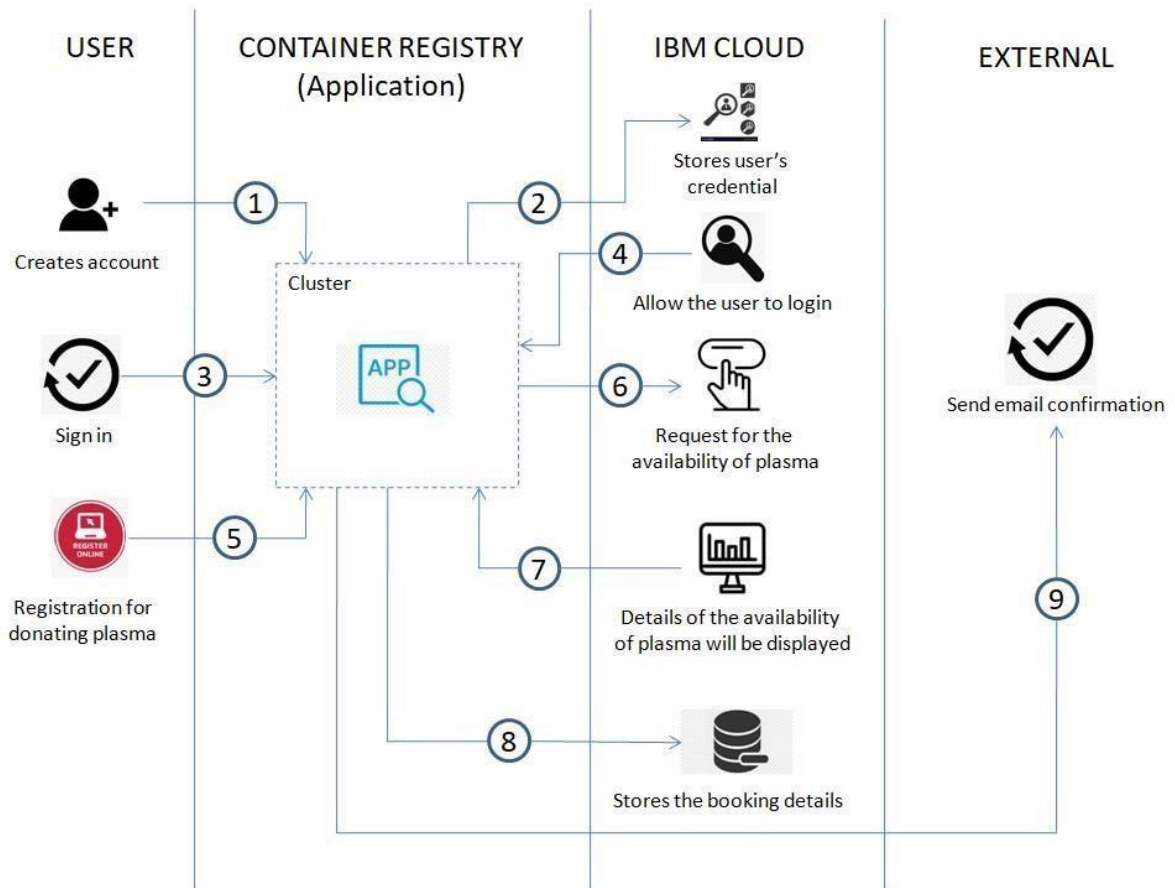 USER
CONTAINER REGISTRY
(Application)
IBM CLOUD
EXTERNAL
Stores user's
credential
1
2
Creates account
4
Allow the user to login
Cluster
APP
3
Sign in
6
Request for the
availability of plasma
Send email confirmation
REGISTER
ONLINE
5
Registration for
donating plasma
7
Details of the availability
of plasma will be displayed
9
8
Stores the booking details